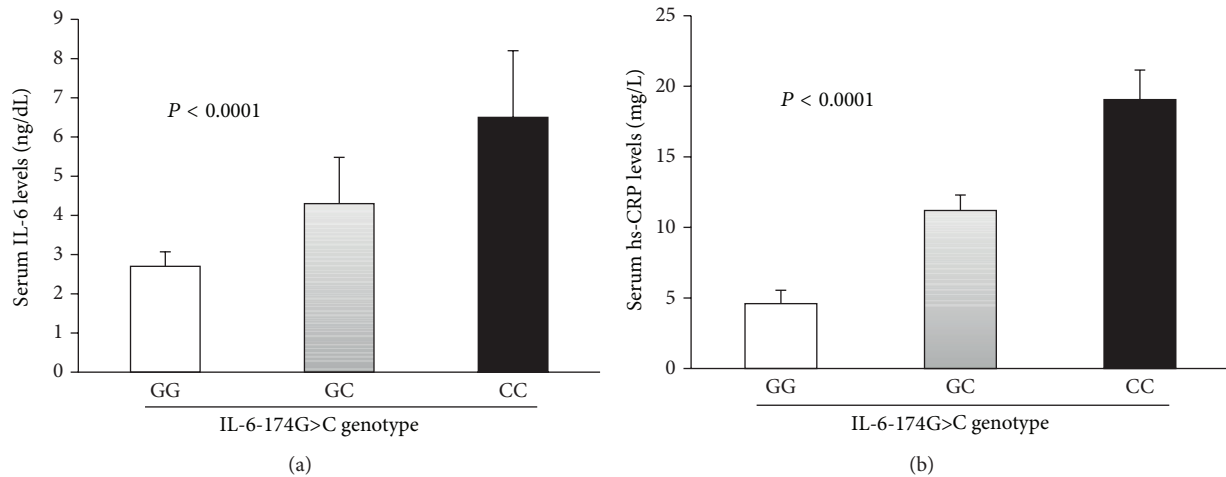 9
8
7
6
5
4
3
2
1
0
Serum IL-6 levels (ng/dL)
P < 0.0001
GG GC CC
IL-6-174G>C genotype
(a)
25
20
15
10
5
0
Serum hs-CRP levels (mg/L)
P < 0.0001
GG GC CC
IL-6-174G>C genotype
(b)